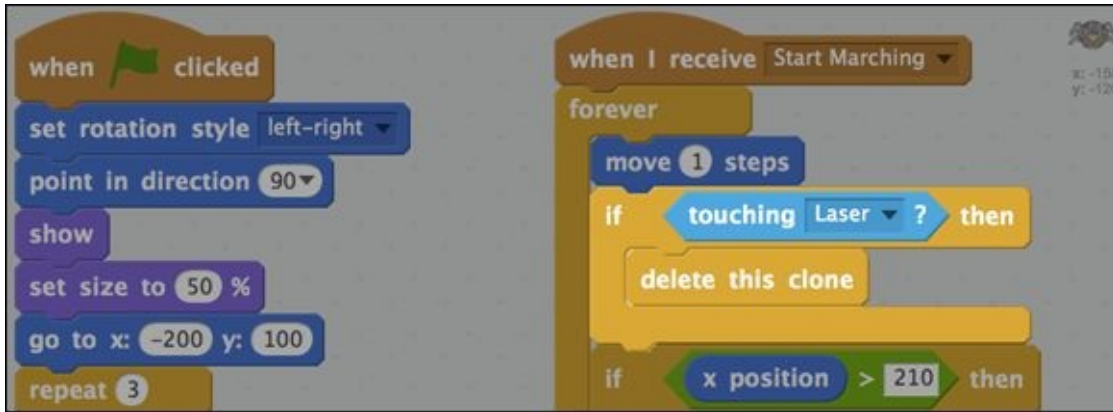 when clicked
set rotation style left-right
point in direction 90
show
set size to 50 %
go to x: -200 y: 100
repeat 3
when I receive Start Marching
forever
move 1 steps
if touching Laser ? then
delete this clone
if x position > 210 then